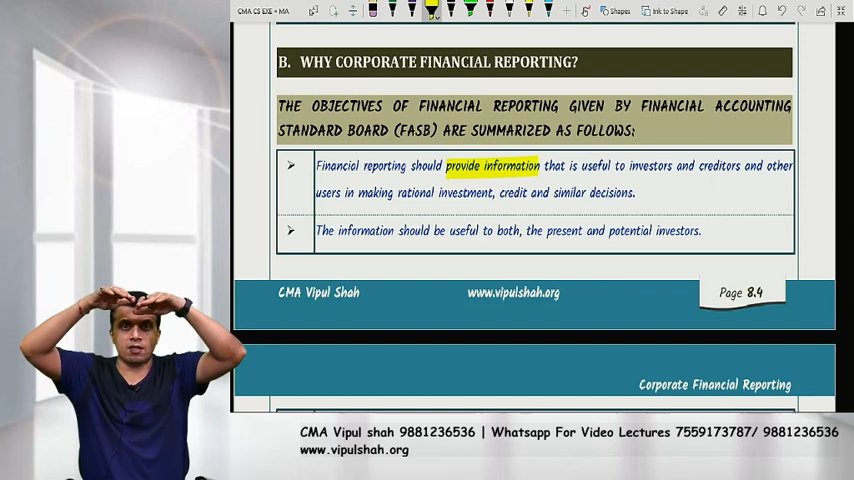 CMA CS EXE = MA
Shapes
Ink to Shape
B. WHY CORPORATE FINANCIAL REPORTING?
THE OBJECTIVES OF FINANCIAL REPORTING GIVEN BY FINANCIAL ACCOUNTING
STANDARD BOARD (FASB) ARE SUMMARIZED AS FOLLOWS:
➢ Financial reporting should provide information that is useful to investors and creditors and other
users in making rational investment, credit and similar decisions.
➢ The information should be useful to both, the present and potential investors.
CMA Vipul Shah
www.vipulshah.org
Page 8.4
Corporate Financial Reporting
CMA Vipul shah 9881236536 | Whatsapp For Video Lectures 7559173787/ 9881236536
www.vipulshah.org